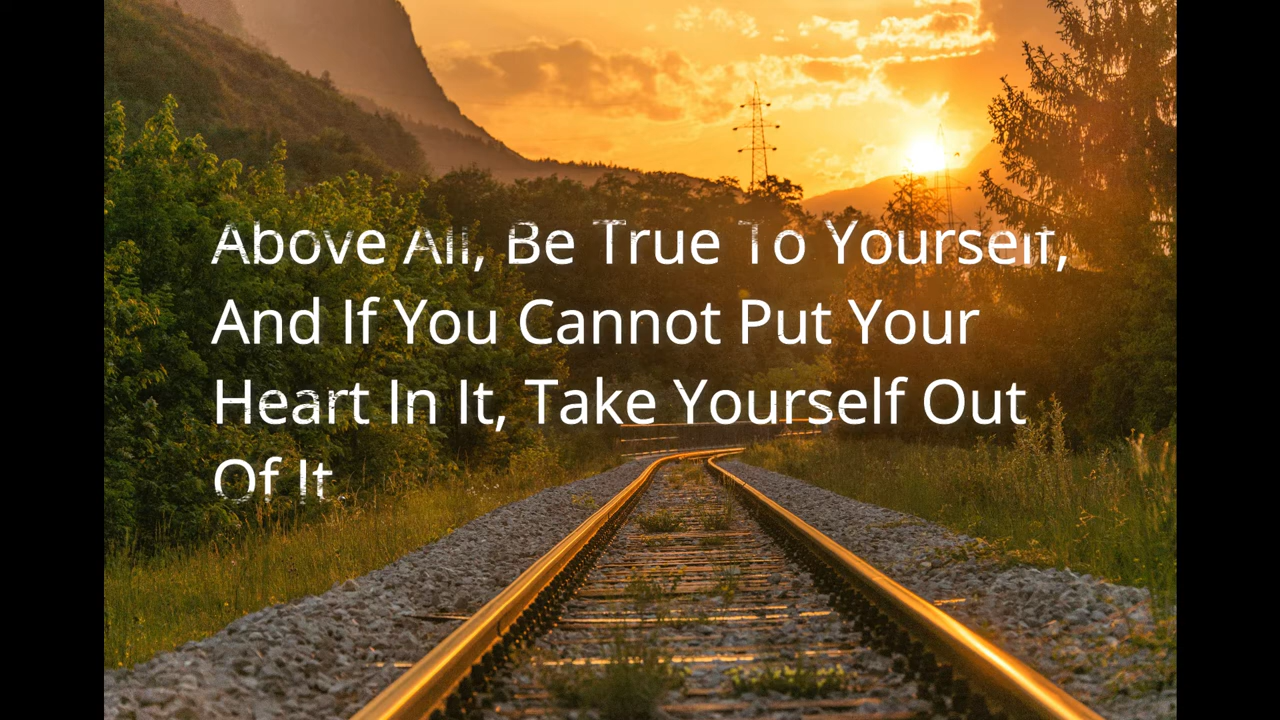 Above All, Be True To Yourself,
And If You Cannot Put Your
Heart In It, Take Yourself Out
Of It.